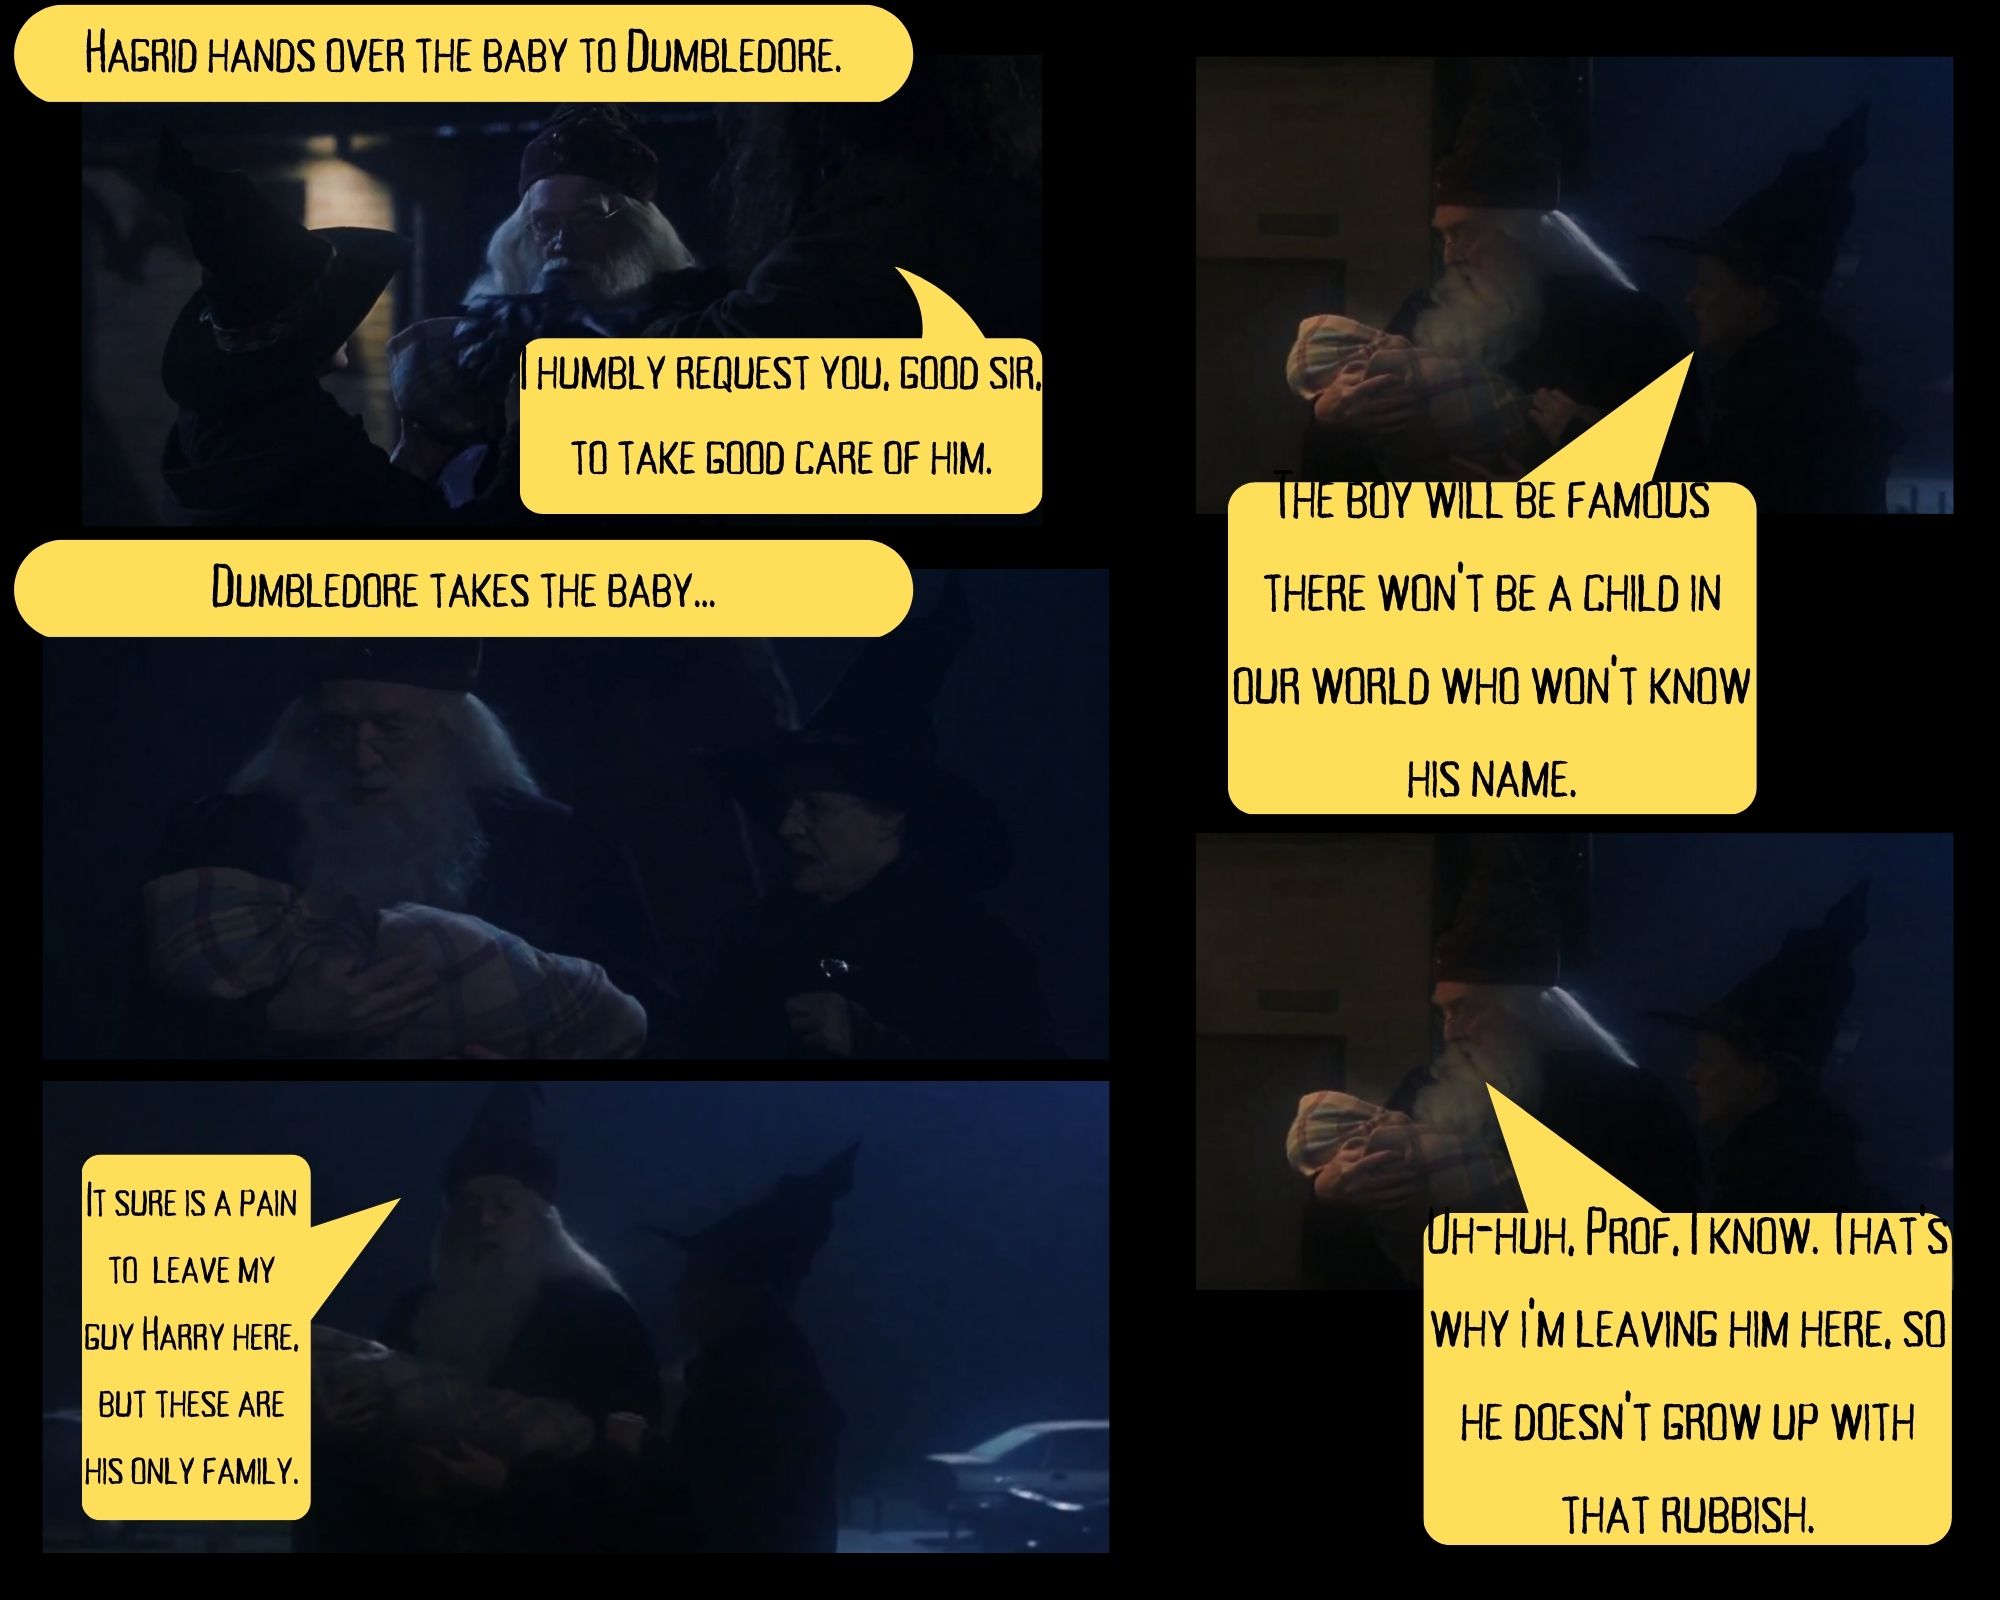 Hagrid hands over the baby to Dumbledore.
I humbly request you, good sir,
to take good care of him.
Dumbledore takes the baby...
It sure is a pain
to leave my
guy Harry here,
but these are
his only family.
The boy will be famous
there won't be a child in
our world who won't know
his name.
Uh-huh, Prof, I know. That's
why i'm leaving him here, so
he doesn't grow up with
that rubbish.